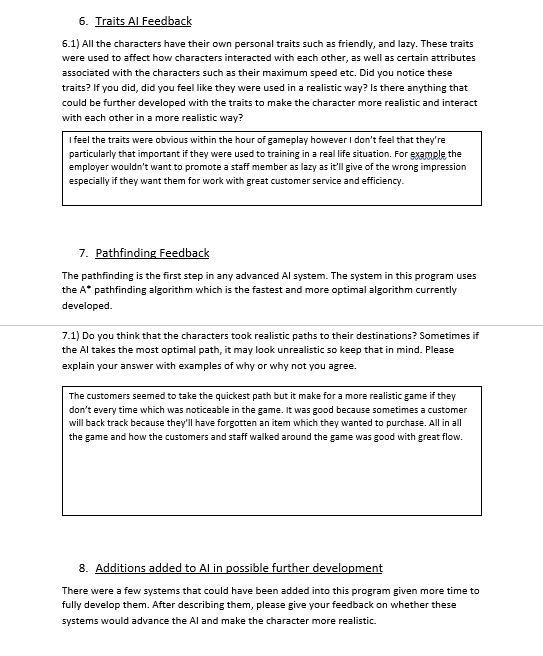 6. Traits AI Feedback
6.1) All the characters have their own personal traits such as friendly, and lazy. These traits
were used to affect how characters interacted with each other, as well as certain attributes
associated with the characters such as their maximum speed etc. Did you notice these
traits? If you did, did you feel like they were used in a realistic way? Is there anything that
could be further developed with the traits to make the character more realistic and interact
with each other in a more realistic way?
I feel the traits were obvious within the hour of gameplay however I don't feel that they're
particularly that important if they were used to training in a real life situation. For example the
employer wouldn't want to promote a staff member as lazy as it'll give of the wrong impression
especially if they want them for work with great customer service and efficiency.
7. Pathfinding Feedback
The pathfinding is the first step in any advanced AI system. The system in this program uses
the A* pathfinding algorithm which is the fastest and more optimal algorithm currently
developed.
7.1) Do you think that the characters took realistic paths to their destinations? Sometimes if
the AI takes the most optimal path, it may look unrealistic so keep that in mind. Please
explain your answer with examples of why or why not you agree.
The customers seemed to take the quickest path but it make for a more realistic game if they
don't every time which was noticeable in the game. It was good because sometimes a customer
will back track because they'll have forgotten an item which they wanted to purchase. All in all
the game and how the customers and staff walked around the game was good with great flow.
8. Additions added to AI in possible further development
There were a few systems that could have been added into this program given more time to
fully develop them. After describing them, please give your feedback on whether these
systems would advance the AI and make the character more realistic.